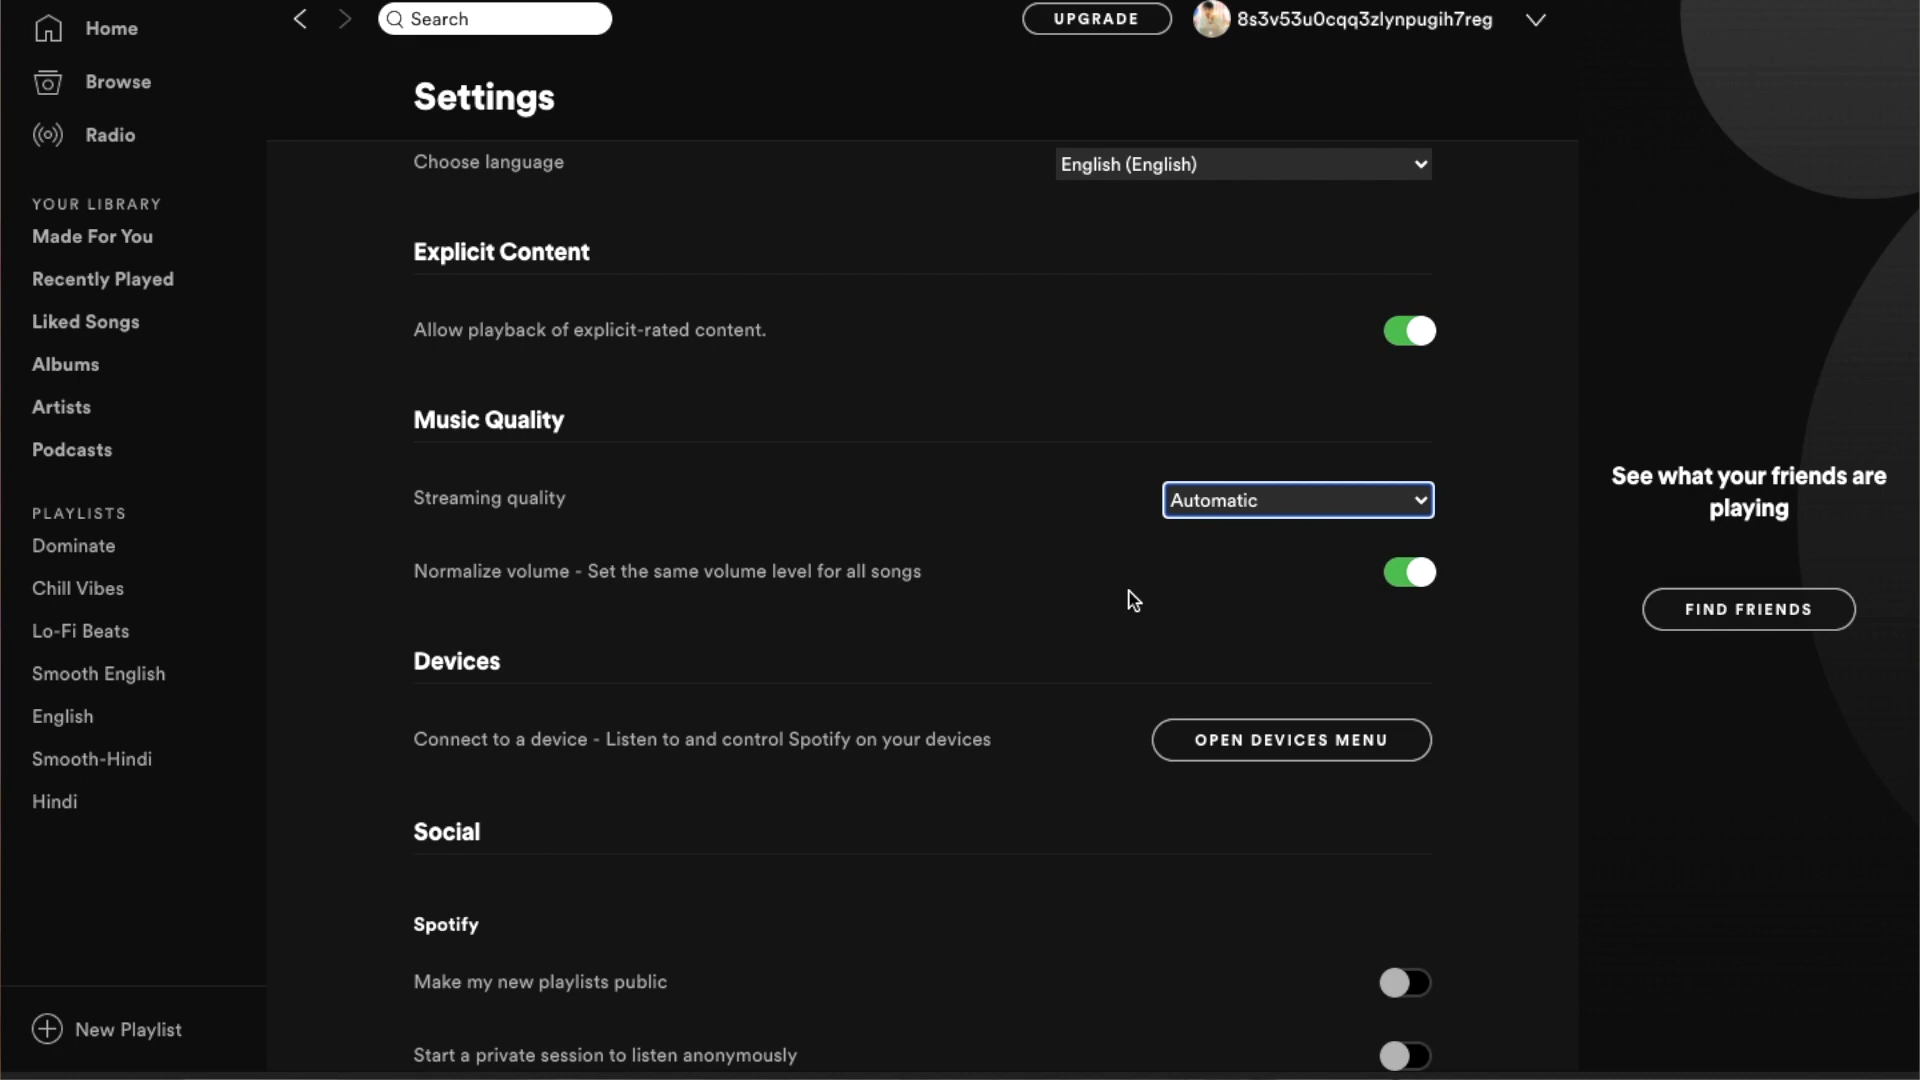 Home
Browse
Radio
YOUR LIBRARY
Made For You
Recently Played
Liked Songs
Albums
Artists
Podcasts
PLAYLISTS
Dominate
Chill Vibes
Lo-Fi Beats
Smooth English
English
Smooth-Hindi
Hindi
New Playlist
Search
UPGRADE
8s3v53u0cqq3zlynpugih7reg
Settings
Choose language
English (English)
Explicit Content
Allow playback of explicit-rated content.
Music Quality
Streaming quality
Automatic
Normalize volume - Set the same volume level for all songs
Devices
Connect to a device - Listen to and control Spotify on your devices
OPEN DEVICES MENU
Social
Spotify
Make my new playlists public
Start a private session to listen anonymously
See what your friends are
playing
FIND FRIENDS